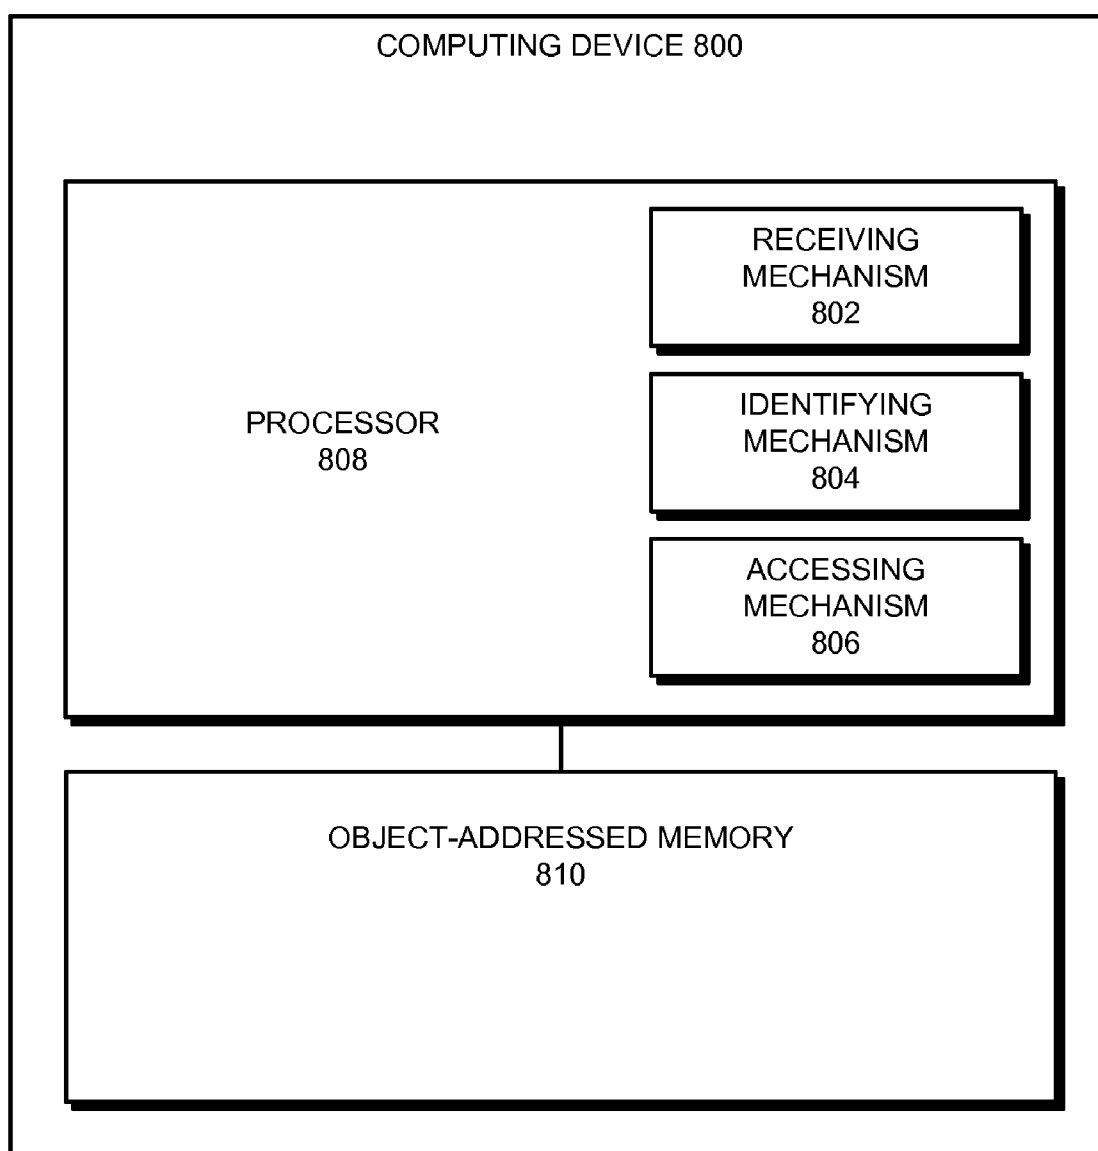 COMPUTING DEVICE 800
RECEIVING
MECHANISM
802
PROCESSOR
808
IDENTIFYING
MECHANISM
804
ACCESSING
MECHANISM
806
OBJECT-ADDRESSED MEMORY
810